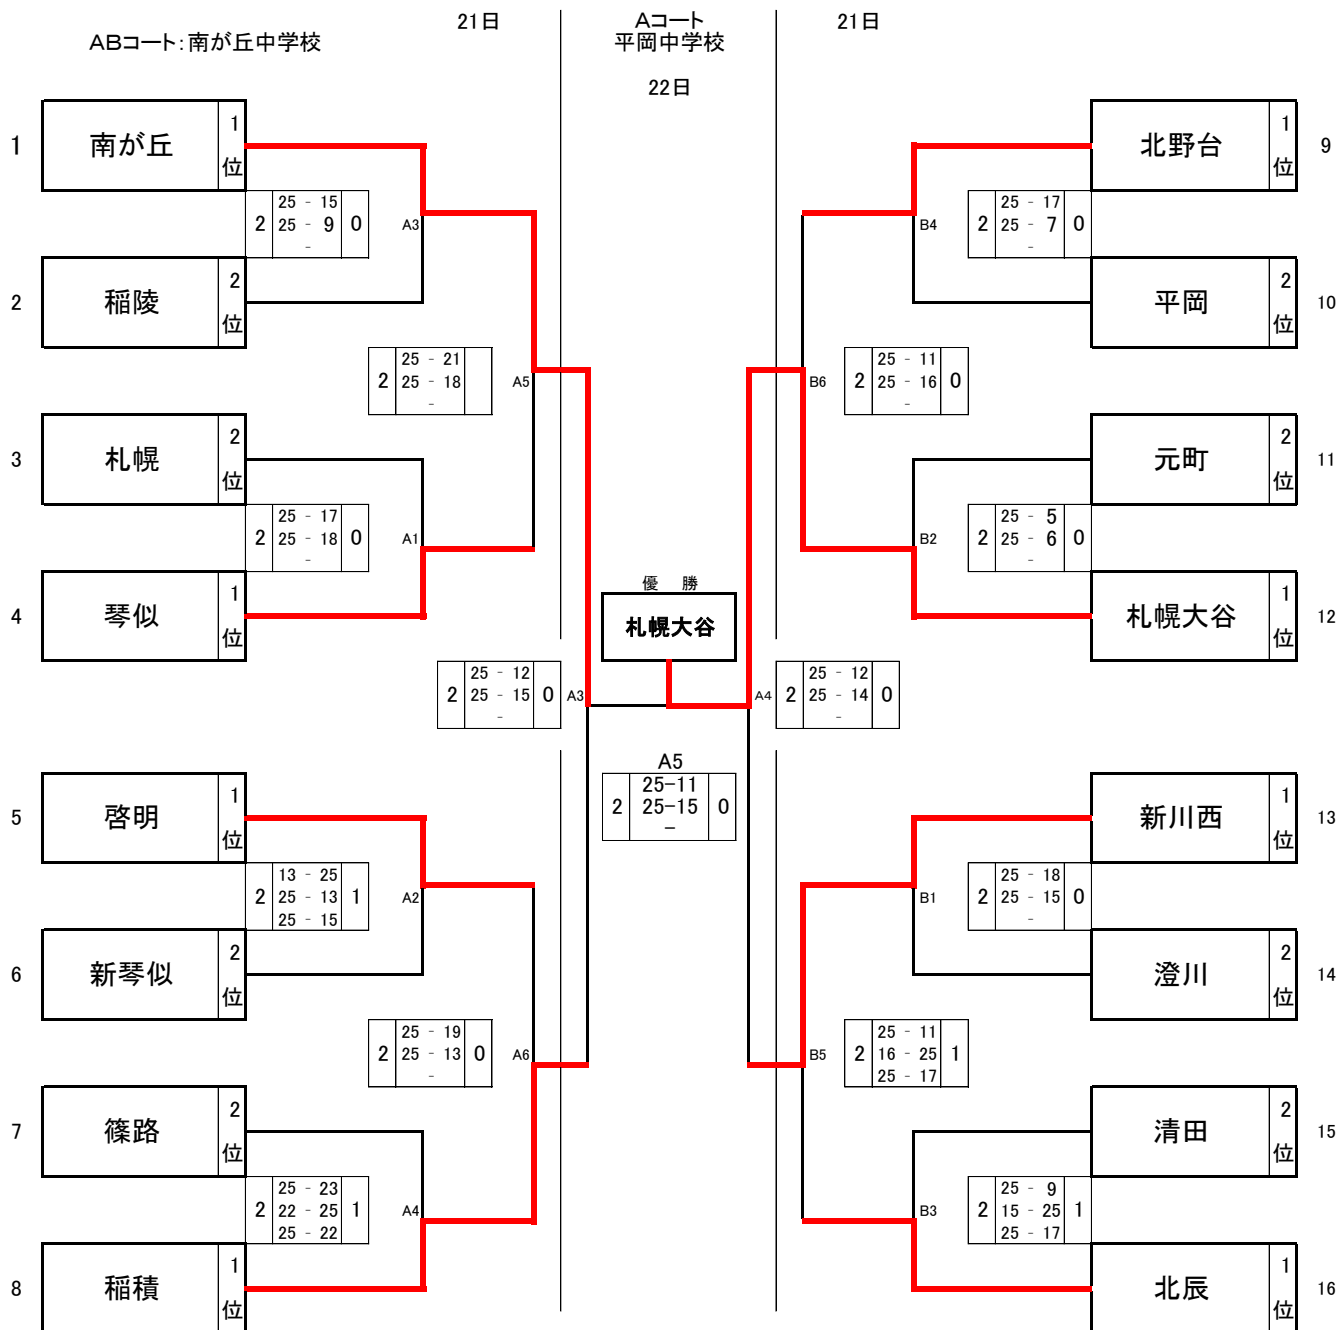 21日
Aコート
21日
ABコート：南が丘中学校
平岡中学校
22日
1
南が丘
1
位
25 - 15
2 25 - 9 0
-
A3
2
稲陵
2
位
25 - 21
2 25 - 18
-
A5
3
札幌
2
位
25 - 17
2 25 - 18 0
-
A1
4
琴似
1
位
25 - 12
2 25 - 15 0
-
A3
5
啓明
1
位
13 - 25
2 25 - 13 1
25 - 15
A2
6
新琴似
2
位
25 - 19
2 25 - 13 0
-
A6
7
篠路
2
位
25 - 23
2 22 - 25 1
25 - 22
A4
8
稲積
1
位
優 勝
札幌大谷
A5
25-11
2 25-15 0
-
北野台
1
位
9
B4
25 - 17
2 25 - 7 0
-
平岡
2
位
10
B6
25 - 11
2 25 - 16 0
-
元町
2
位
11
B2
25 - 5
2 25 - 6 0
-
札幌大谷
1
位
12
A4
25 - 12
2 25 - 14 0
-
新川西
1
位
13
B1
25 - 18
2 25 - 15 0
-
澄川
2
位
14
B5
25 - 11
2 16 - 25 1
25 - 17
清田
2
位
15
B3
25 - 9
2 15 - 25 1
25 - 17
北辰
1
位
16